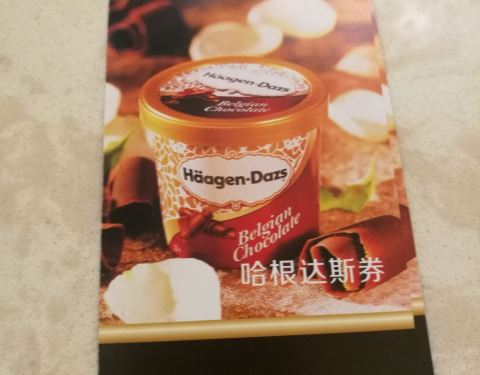 Häagen-Dazs
Belgian
Chocolate
Häagen-Dazs
Belgian
Chocolate
哈根达斯券